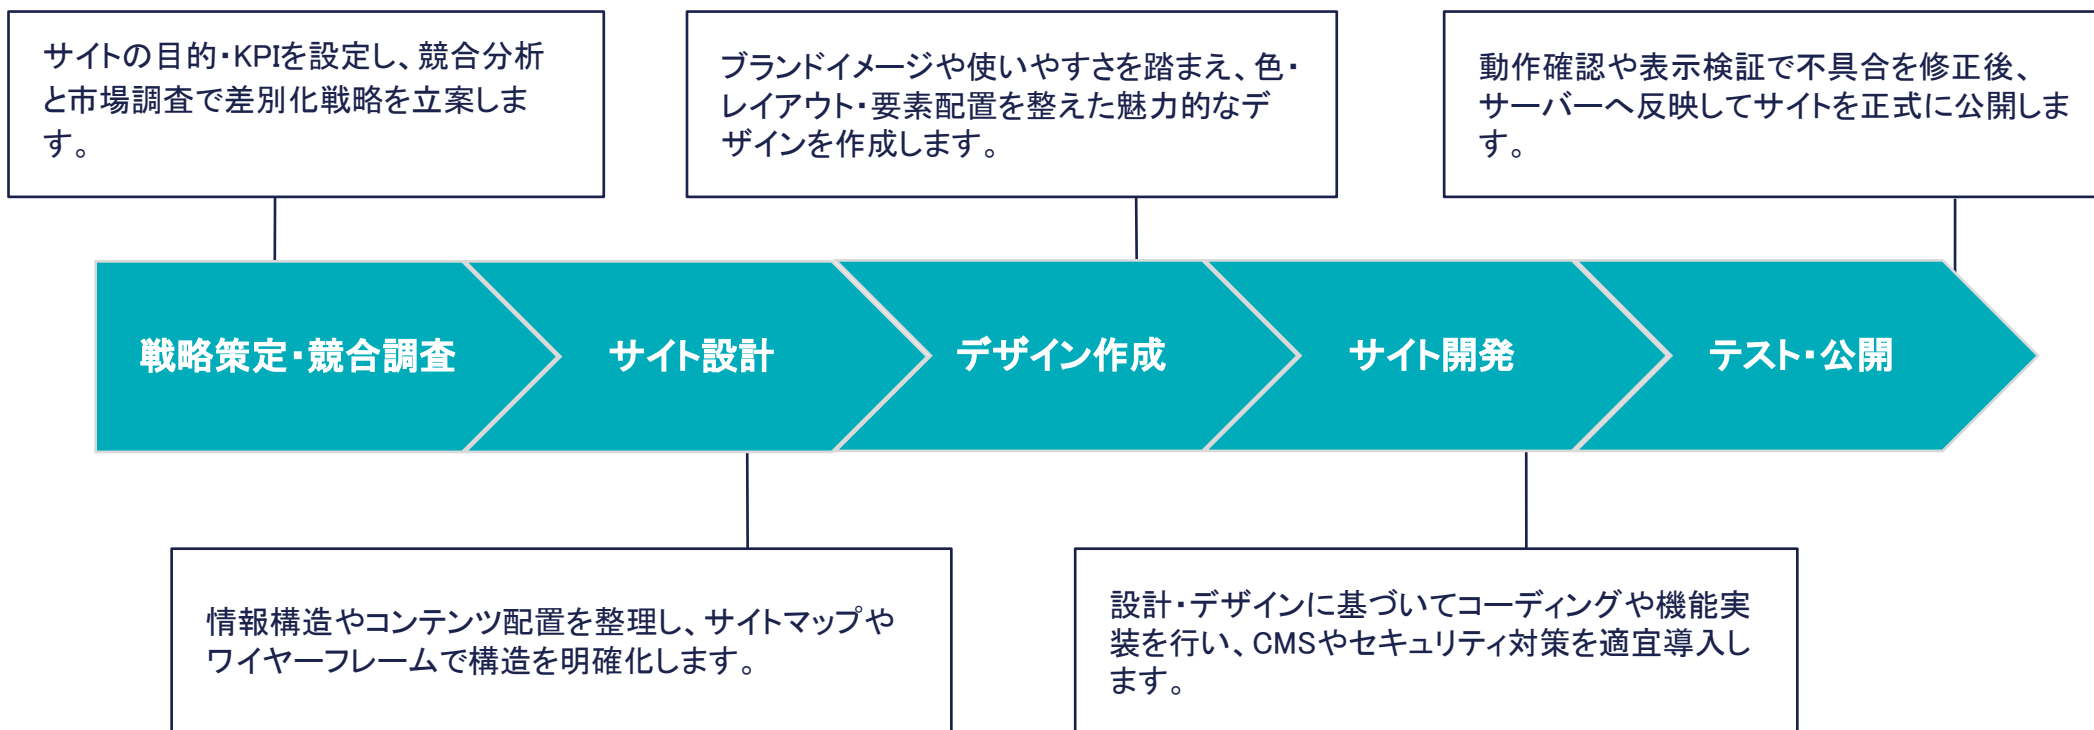 サイトの目的・KPIを設定し、競合分析
と市場調査で差別化戦略を立案しま
す。
ブランドイメージや使いやすさを踏まえ、色・
レイアウト・要素配置を整えた魅力的なデ
ザインを作成します。
動作確認や表示検証で不具合を修正後、
サーバーへ反映してサイトを正式に公開しま
す。
戦略策定・競合調査
サイト設計
デザイン作成
サイト開発
テスト・公開
情報構造やコンテンツ配置を整理し、サイトマップや
ワイヤーフレームで構造を明確化します。
設計・デザインに基づいてコーディングや機能実
装を行い、CMSやセキュリティ対策を適宜導入し
ます。